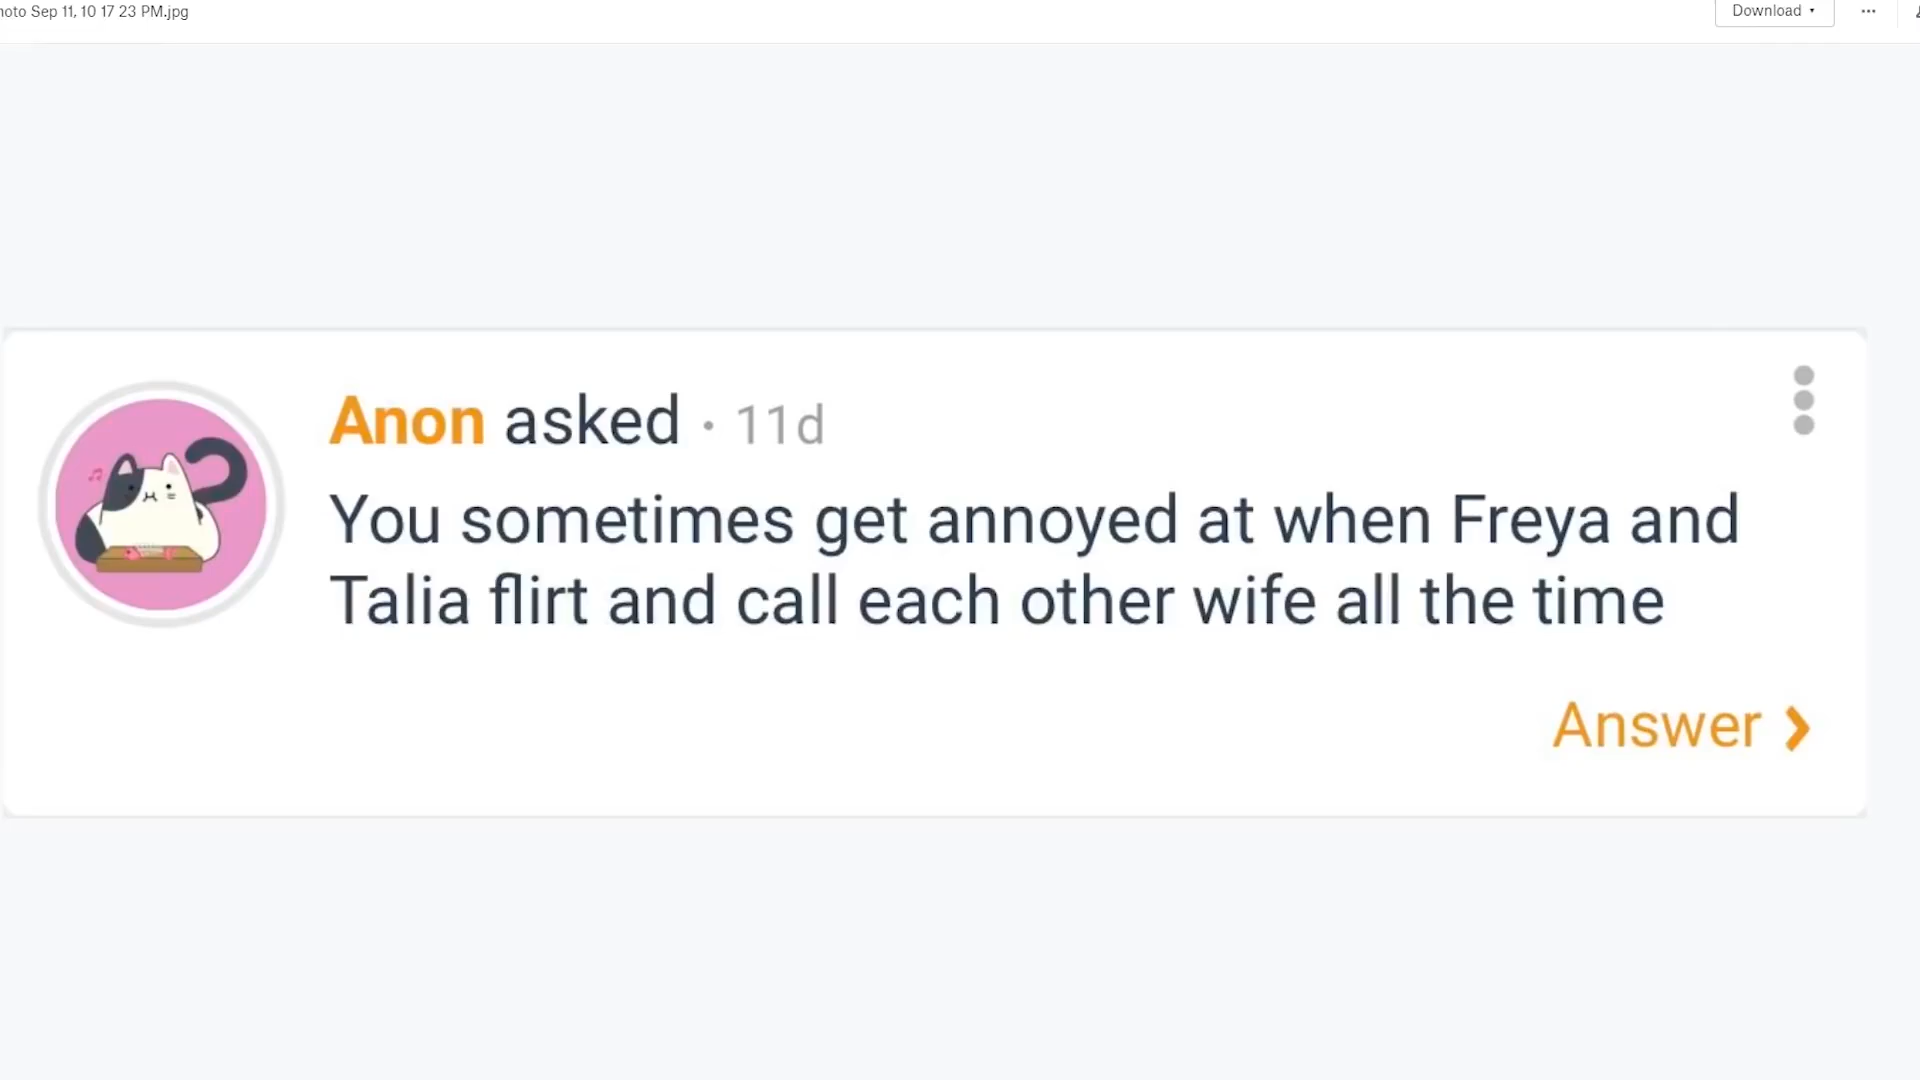 Sep 11, 10 17 23 PM.jpg
Download
Anon asked · 11d
You sometimes get annoyed at when Freya and
Talia flirt and call each other wife all the time
Answer